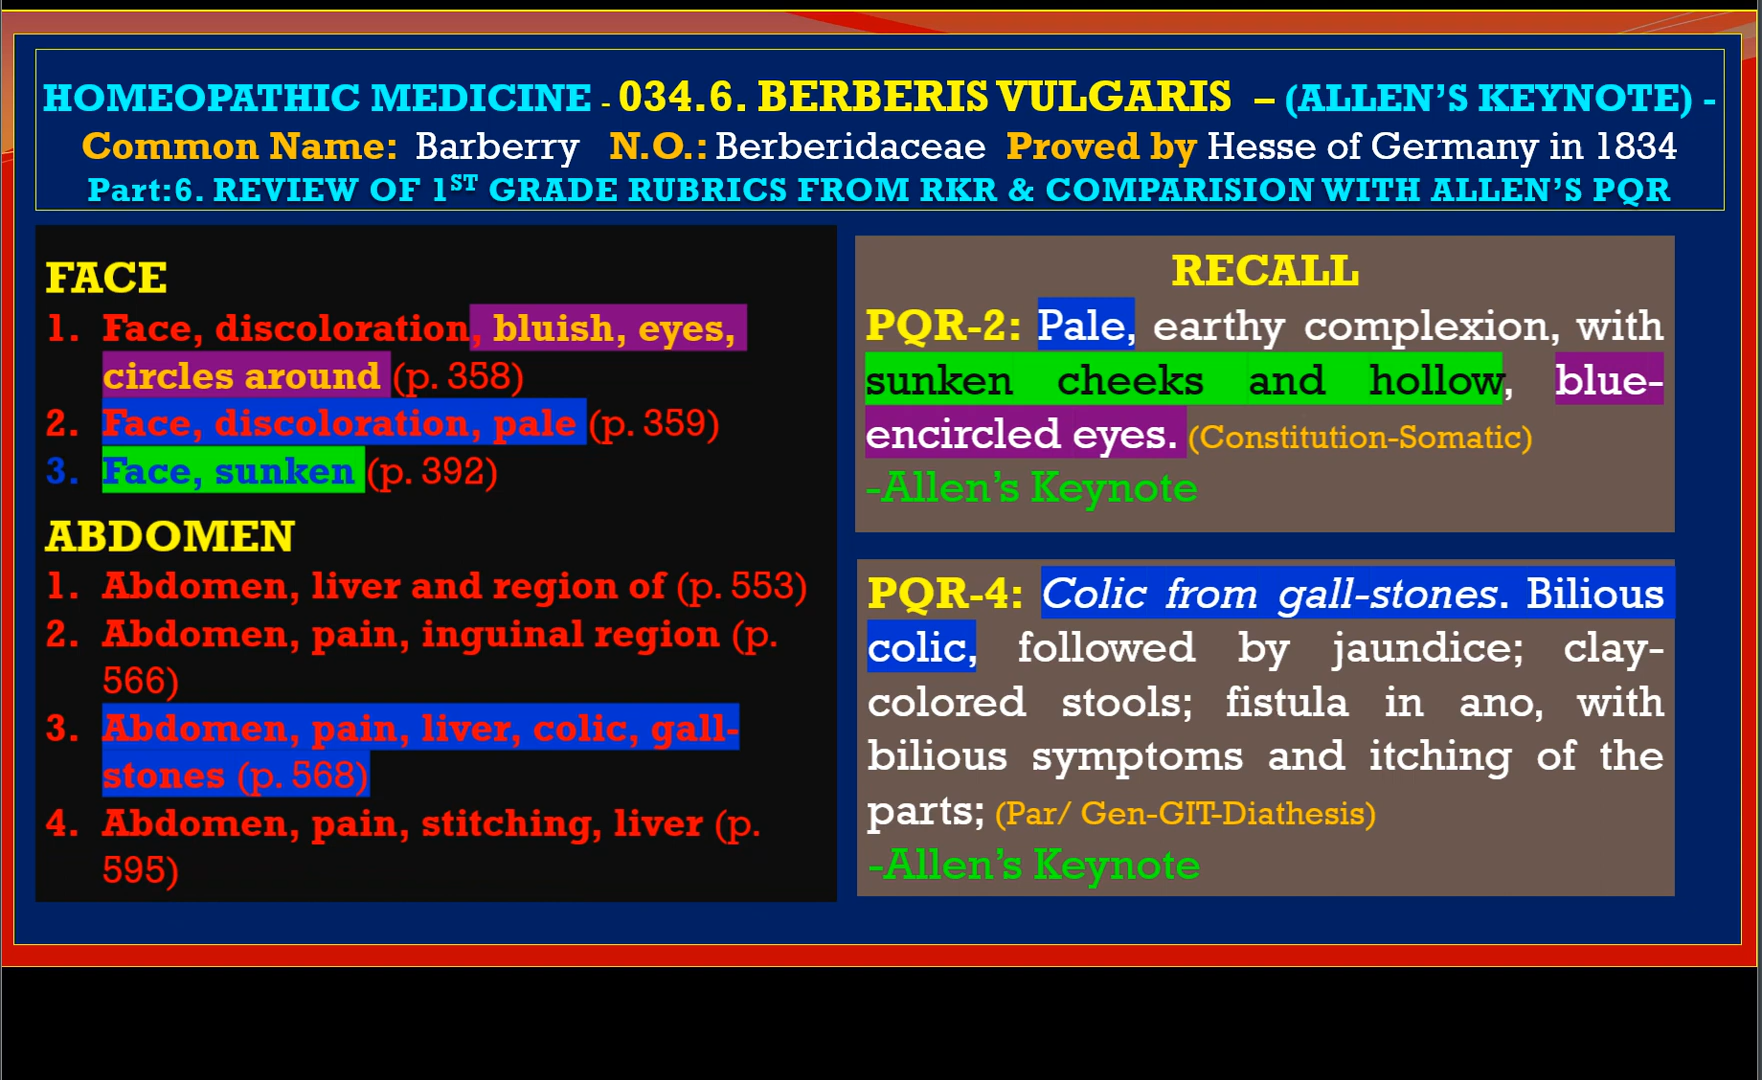 HOMEOPATHIC MEDICINE - 034.6. BERBERIS VULGARIS – (ALLEN’S KEYNOTE) -
Common Name: Barberry N.O.: Berberidaceae Proved by Hesse of Germany in 1834
Part:6. REVIEW OF 1ST GRADE RUBRICS FROM RKR & COMPARISION WITH ALLEN’S PQR
FACE
1. Face, discoloration, bluish, eyes,
circles around (p. 358)
2. Face, discoloration, pale (p. 359)
3. Face, sunken (p. 392)
ABDOMEN
1. Abdomen, liver and region of (p. 553)
2. Abdomen, pain, inguinal region (p.
566)
3. Abdomen, pain, liver, colic, gall-
stones (p. 568)
4. Abdomen, pain, stitching, liver (p.
595)
RECALL
PQR-2: Pale, earthy complexion, with
sunken cheeks and hollow, blue-
encircled eyes. (Constitution-Somatic)
-Allen’s Keynote
PQR-4: Colic from gall-stones. Bilious
colic, followed by jaundice; clay-
colored stools; fistula in ano, with
bilious symptoms and itching of the
parts; (Par/ Gen-GIT-Diathesis)
-Allen’s Keynote